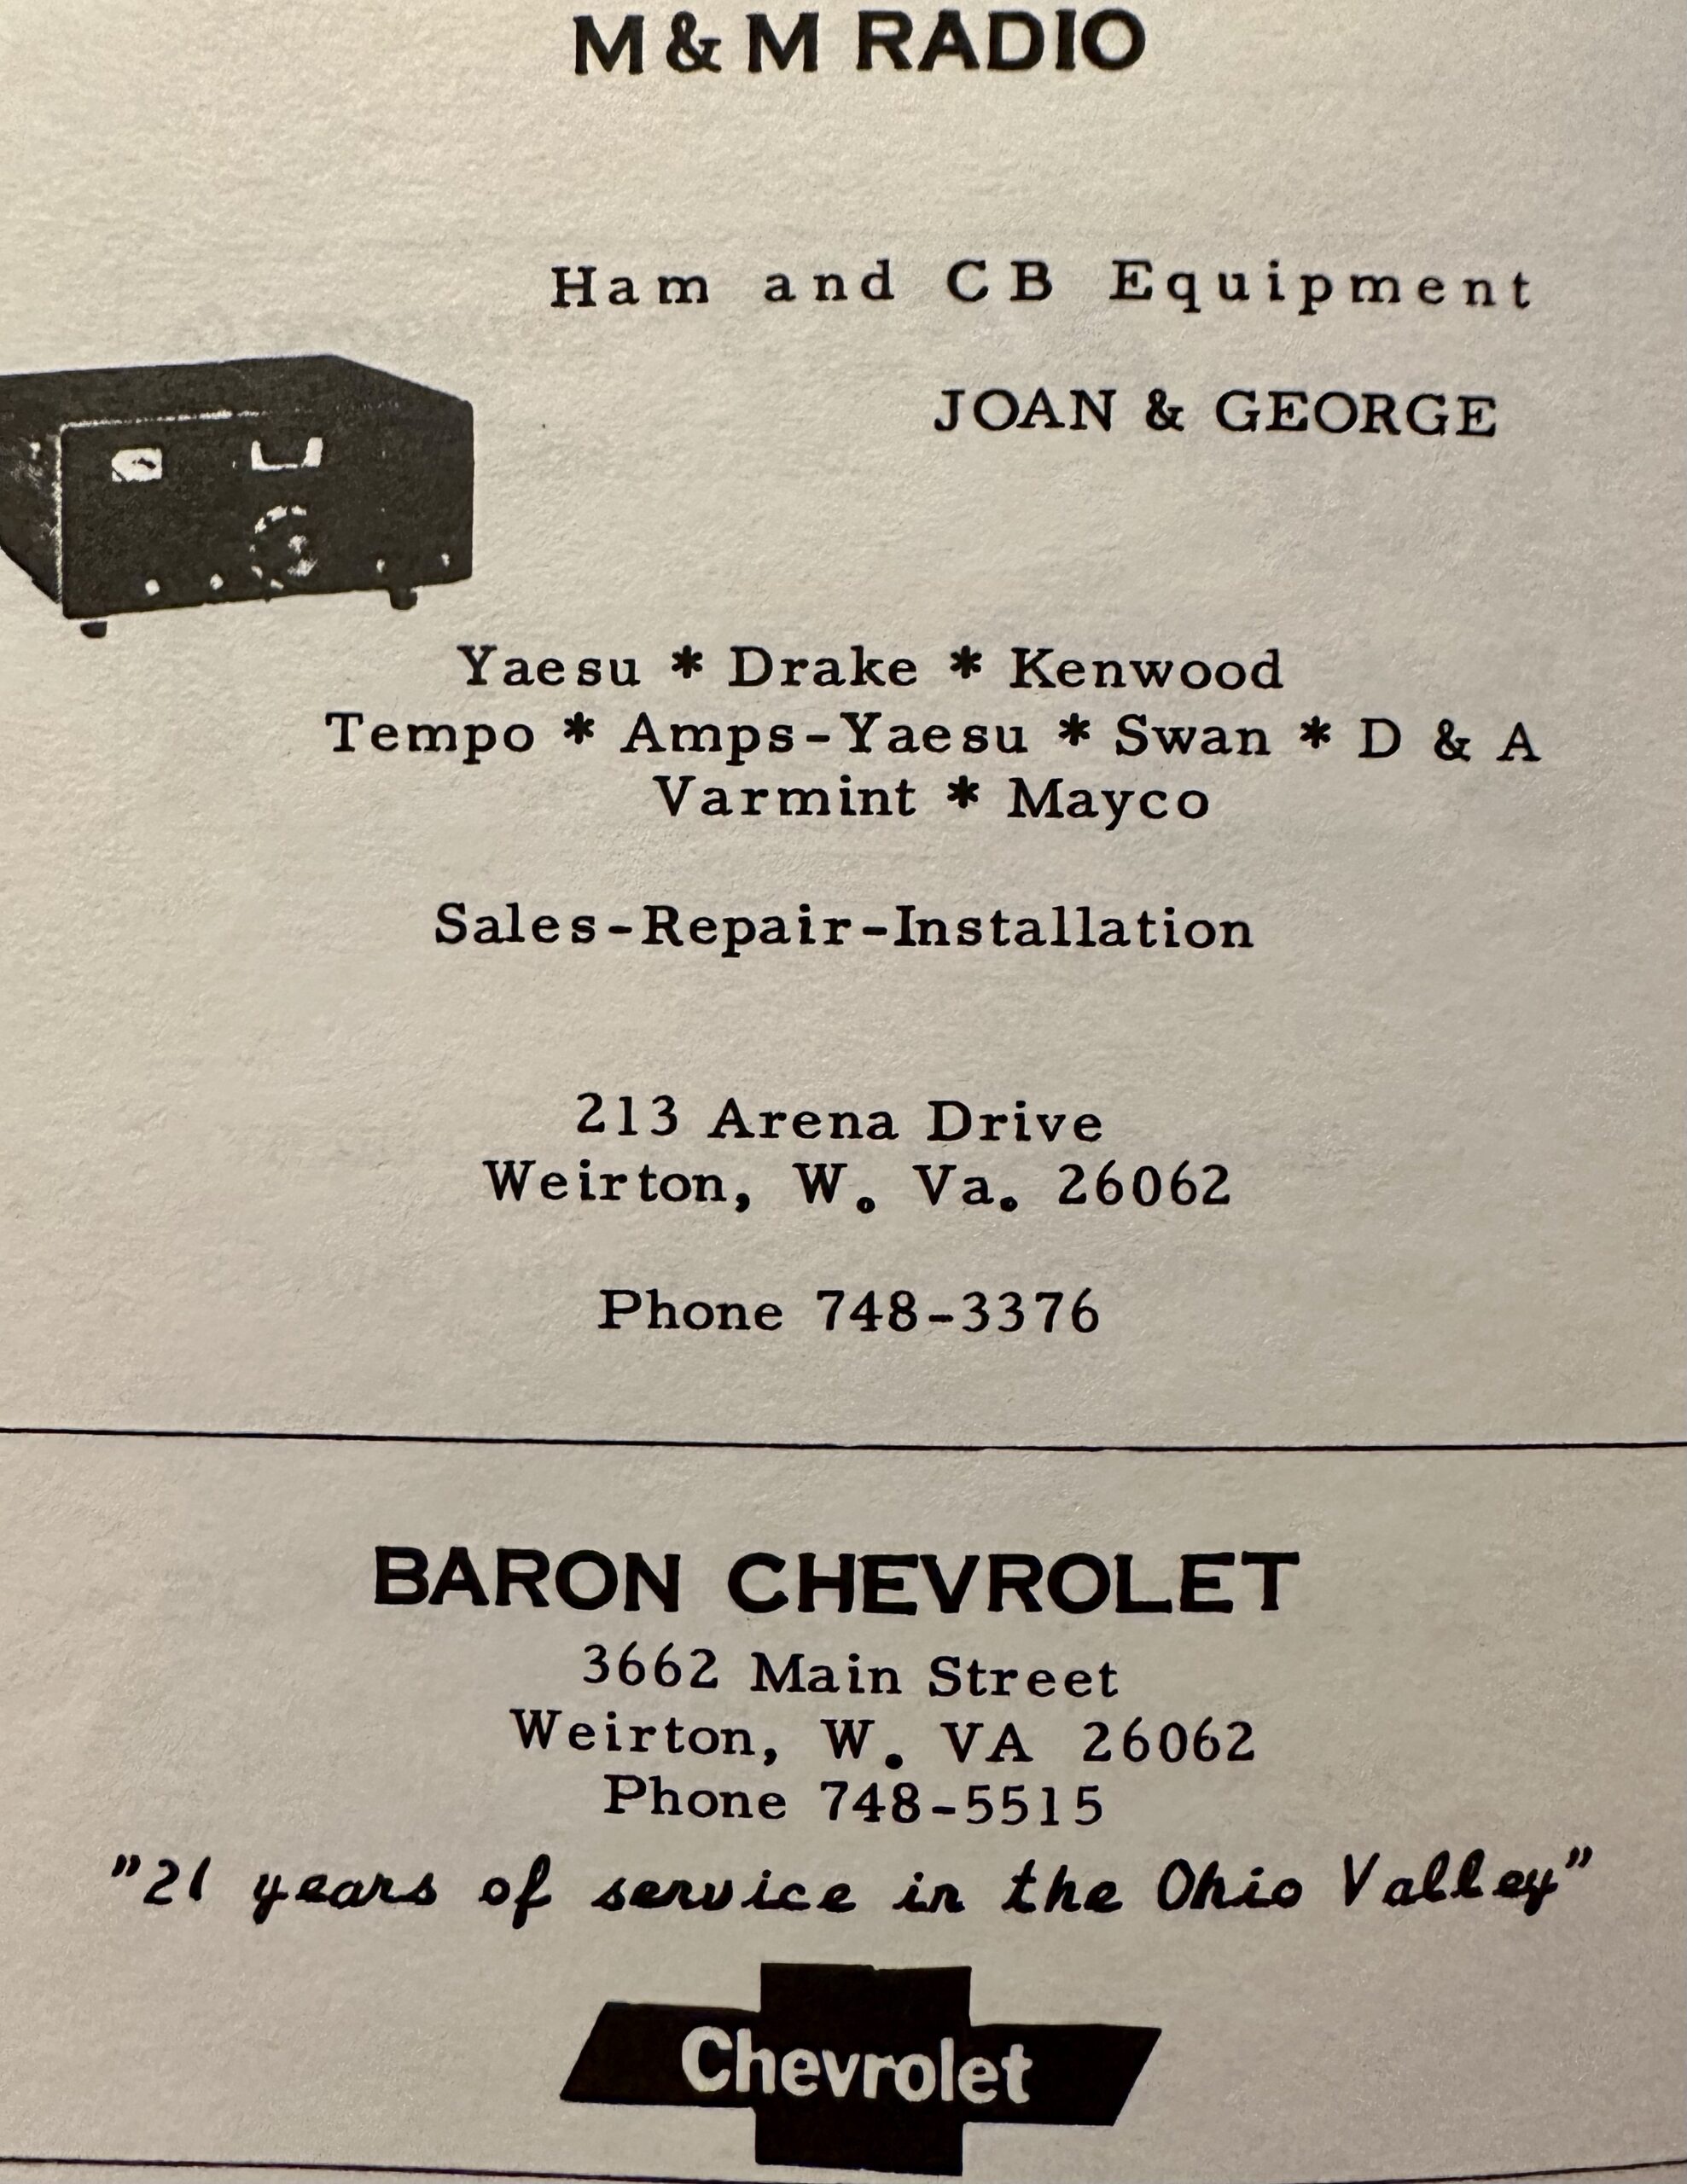 M & M RADIO
Ham and CB Equipment
JOAN & GEORGE
Yaesu * Drake * Kenwood
Tempo * Amps-Yaesu * Swan * D & A
Varmint * Mayco
Sales-Repair-Installation
213 Arena Drive
Weirton, W. Va. 26062
Phone 748-3376
BARON CHEVROLET
3662 Main Street
Weirton, W. VA 26062
Phone 748-5515
"21 years of service in the Ohio Valley"
Chevrolet